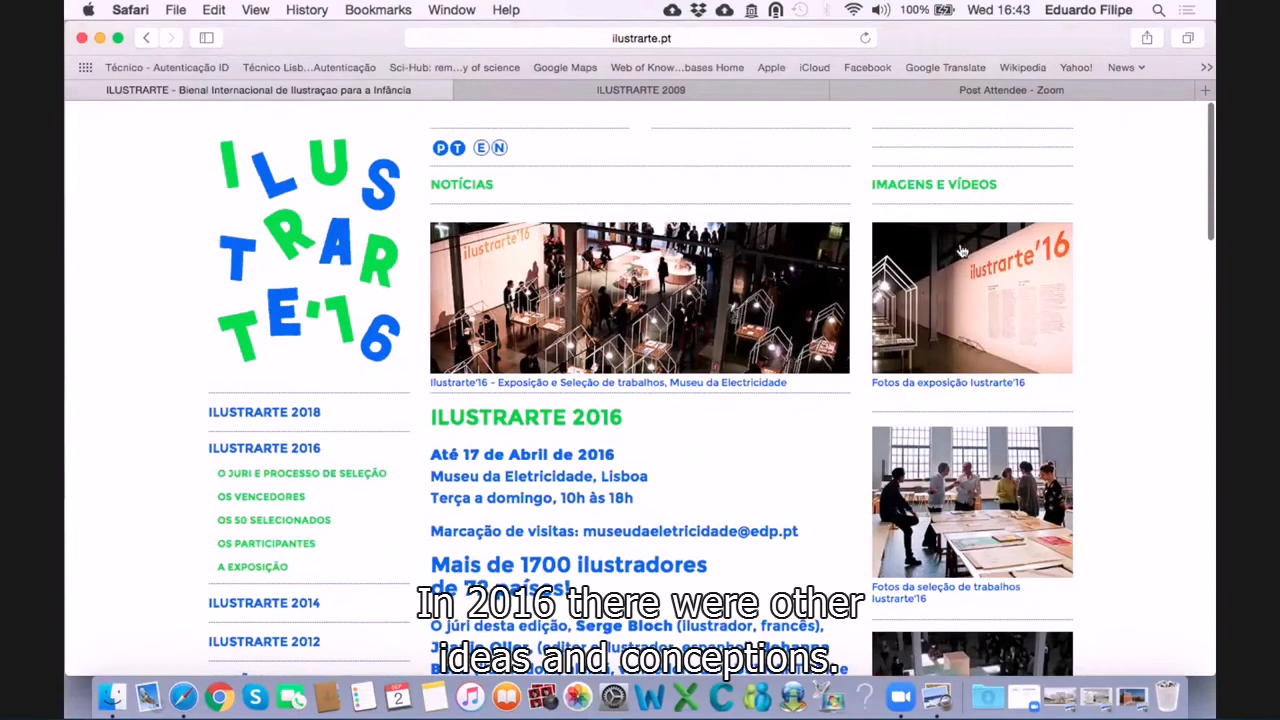 Safari File Edit View History Bookmarks Window Help 100% Wed 16:43 Eduardo Filipe
ilustrarte.pt
Técnico - Autenticação ID Técnico Lisb...Autenticação Sci-Hub: rem...y of science Google Maps Web of Know...bases Home Apple iCloud Facebook Google Translate Wikipedia Yahoo! News
ILUSTRARTE - Bienal Internacional de Ilustraçao para a Infância ILUSTRARTE 2009 Post Attendee - Zoom
ILUS
TRAR
TE'16
PT EN
NOTÍCIAS
IMAGENS E VÍDEOS
ilustrarte'16
ilustrarte'16
Ilustrarte'16 - Exposição e Seleção de trabalhos, Museu da Electricidade
Fotos da exposição Iustrarte'16
ILUSTRARTE 2018
ILUSTRARTE 2016
O JURI E PROCESSO DE SELEÇÃO
OS VENCEDORES
OS 50 SELECIONADOS
OS PARTICIPANTES
A EXPOSIÇÃO
ILUSTRARTE 2014
ILUSTRARTE 2012
ILUSTRARTE 2016
Até 17 de Abril de 2016
Museu da Eletricidade, Lisboa
Terça a domingo, 10h às 18h
Marcação de visitas: museudaeletricidade@edp.pt
Mais de 1700 ilustradores
de 72 países!
O júri desta edição, Serge Bloch (ilustrador, francês),
Fotos da seleção de trabalhos
Iustrarte'16
In 2016 there were other
ideas and conceptions.
SEP
2